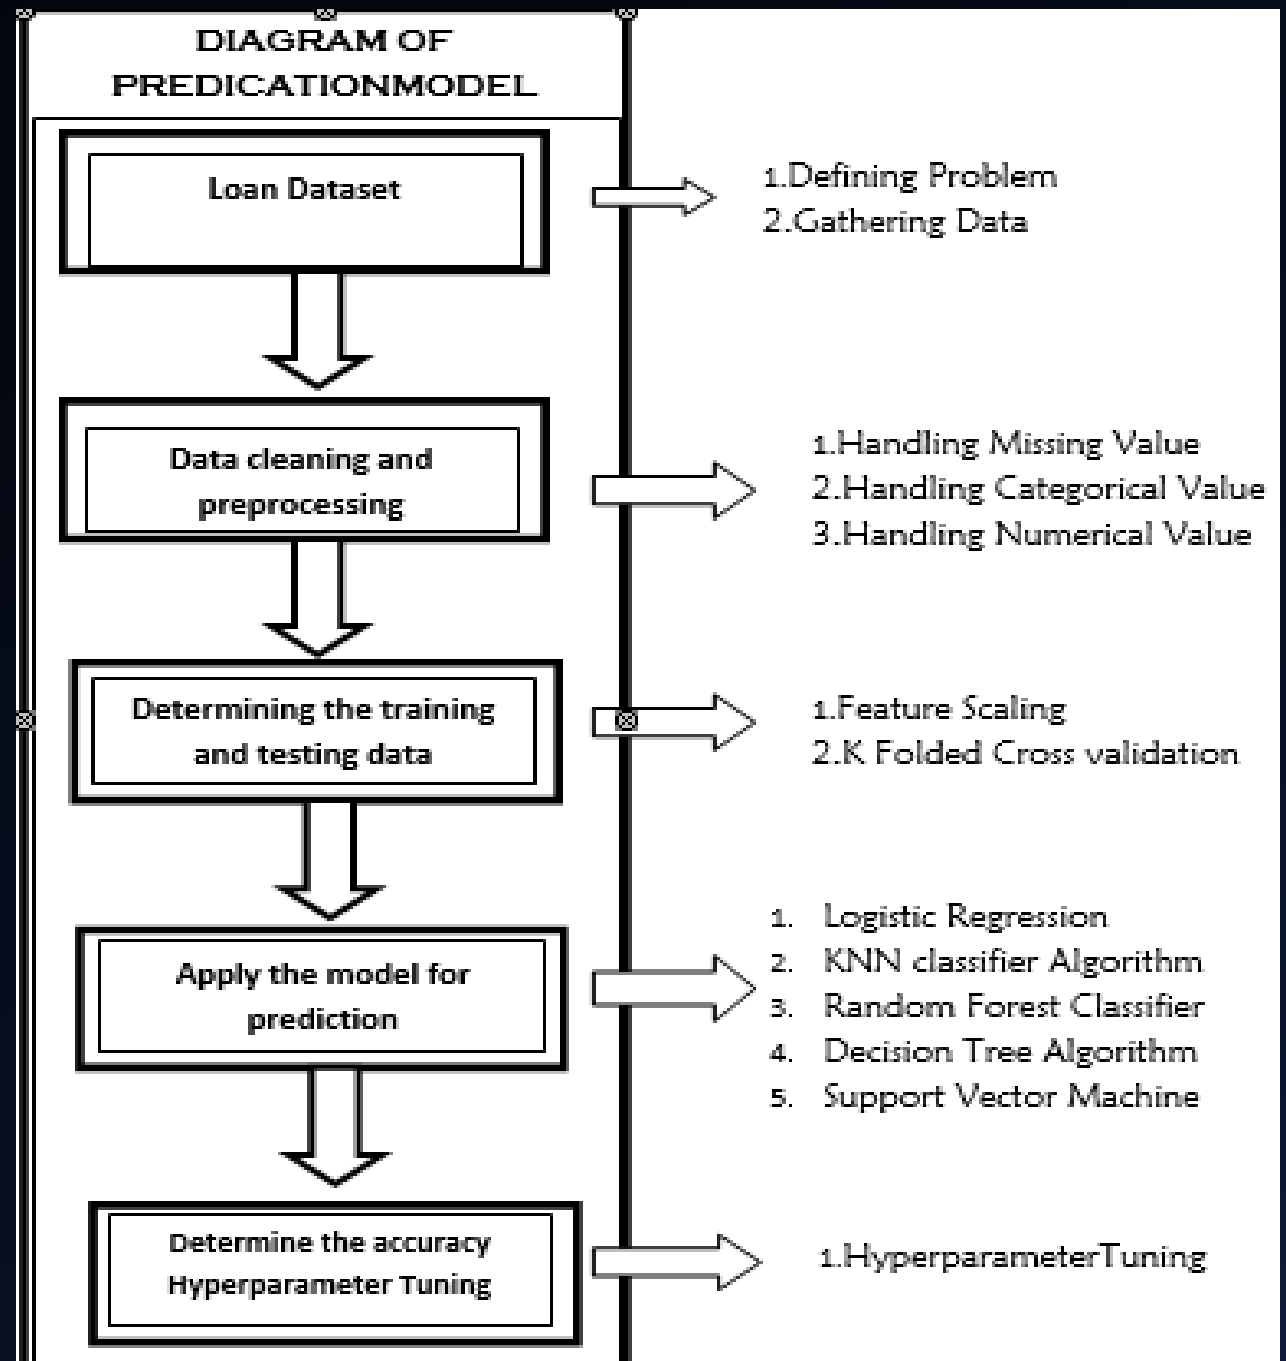 DIAGRAM OF
PREDICATIONMODEL
Loan Dataset
1.Defining Problem
2.Gathering Data
Data cleaning and
preprocessing
1.Handling Missing Value
2.Handling Categorical Value
3.Handling Numerical Value
Determining the training
and testing data
1.Feature Scaling
2.K Folded Cross validation
Apply the model for
prediction
1. Logistic Regression
2. KNN classifier Algorithm
3. Random Forest Classifier
4. Decision Tree Algorithm
5. Support Vector Machine
Determine the accuracy
Hyperparameter Tuning
1.HyperparameterTuning